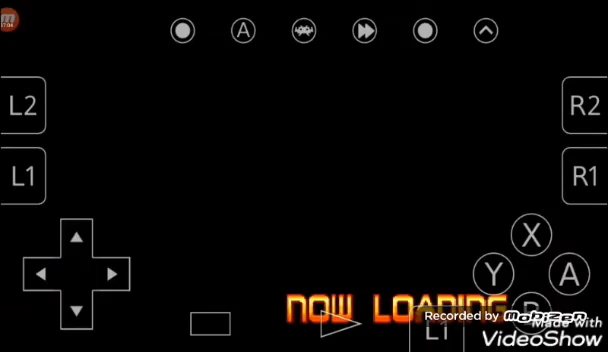 A
L2
R2
L1
R1
X
Y
A
B
NOW LOADING
L1
Recorded by Mobizen
Made with
VideoShow